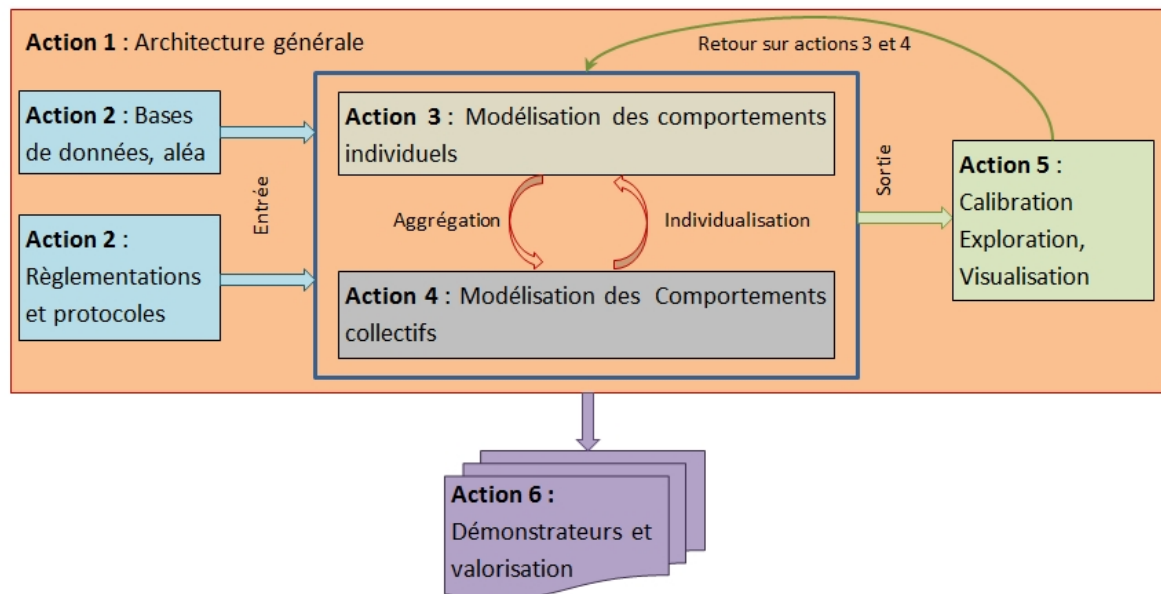 Action 1 : Architecture générale
Retour sur actions 3 et 4
Action 2 : Bases
de données, aléa
Action 2 :
Règlementations
et protocoles
Entrée
Action 3 : Modélisation des comportements
individuels
Aggrégation
Individualisation
Action 4 : Modélisation des Comportements
collectifs
Sortie
Action 5 :
Calibration
Exploration,
Visualisation
Action 6 :
Démonstrateurs et
valorisation